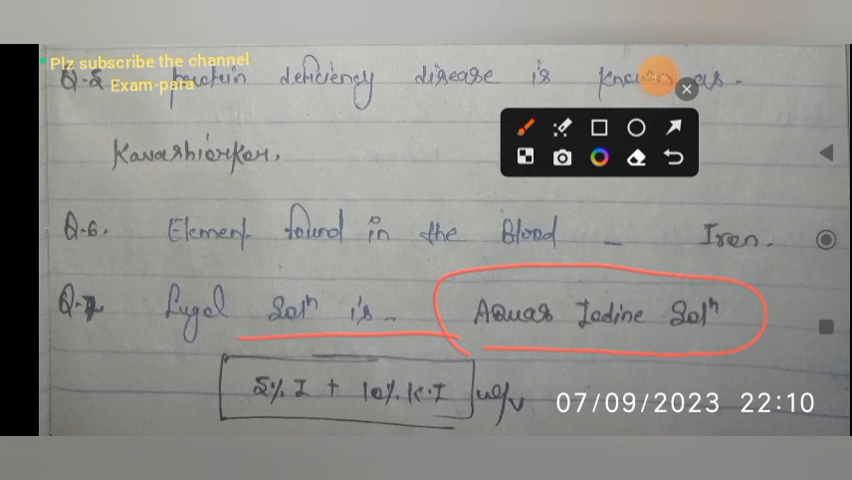 Plz subscribe the channel
Exam-para
Q-5 protein deficiency disease is known as -
Kavashiorkor.
Q.6. Element found in the Blood - Iron.
Q-7 Lugol Solⁿ is - Aquas Iodine Solⁿ
5% I + 10% K.I w/v
07/09/2023 22:10